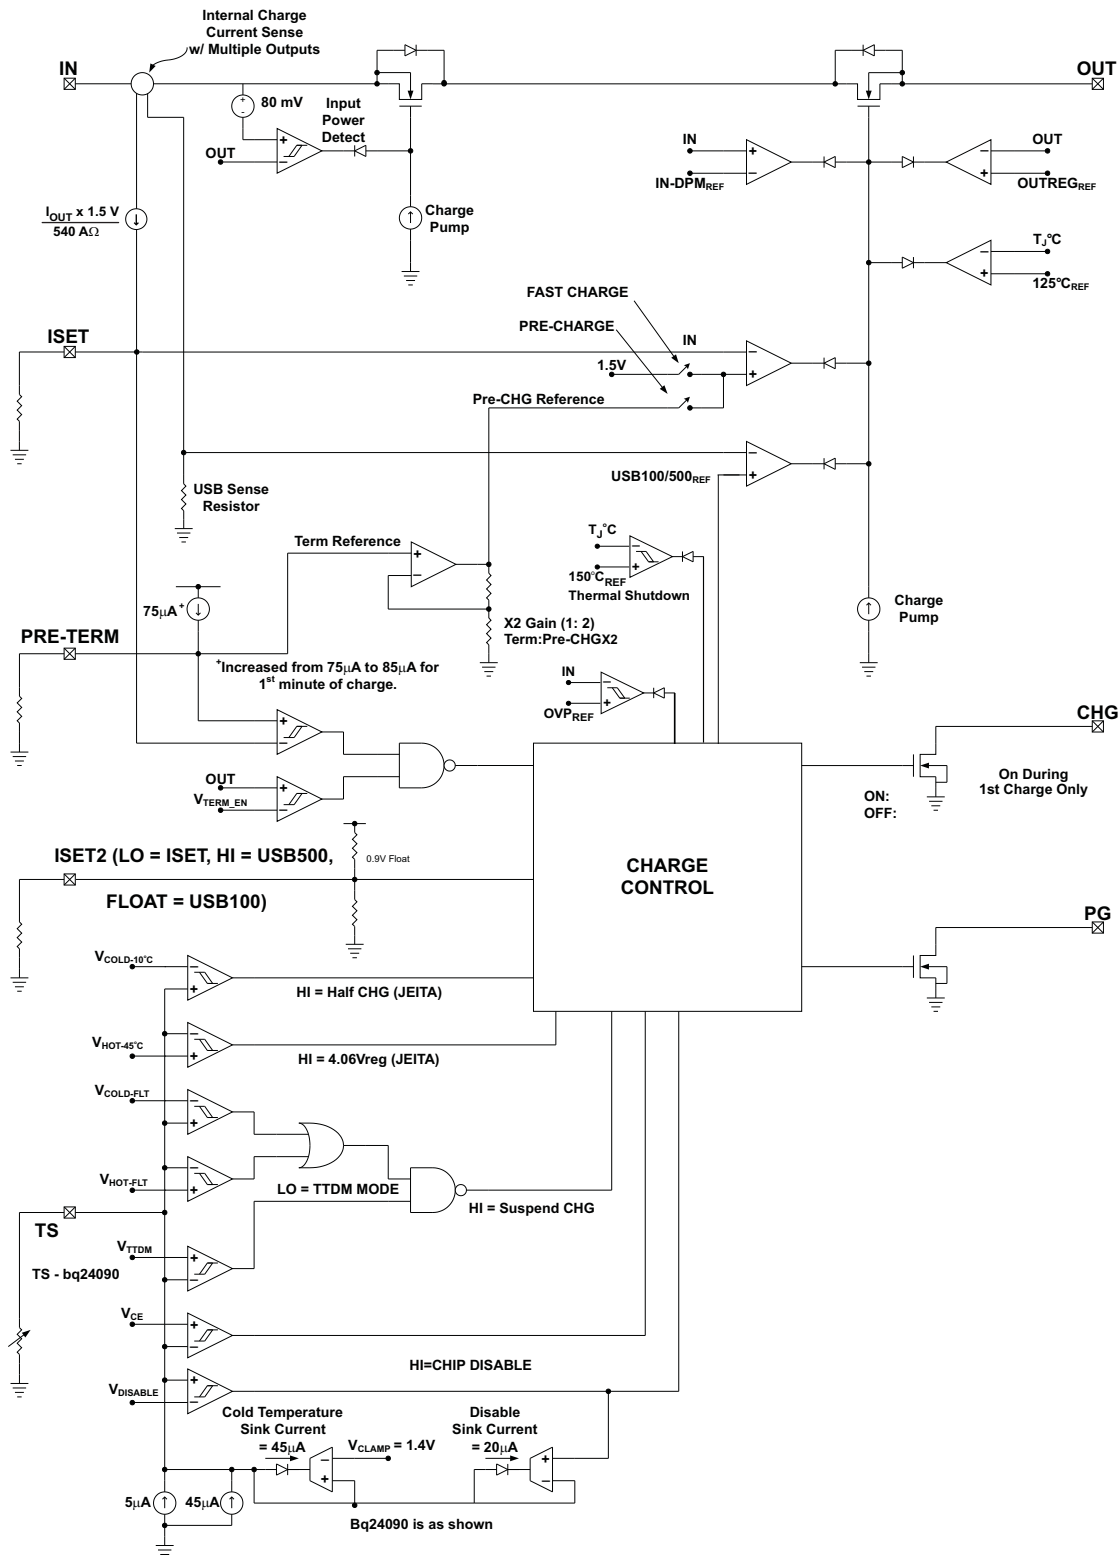 Internal Charge
Current Sense
w/ Multiple Outputs
IN
OUT
+
-
80 mV
Input
Power
Detect
OUT
+
−
IN
IN-DPMREF
+
−
OUT
OUTREGREF
−
+
IOUT x 1.5 V
540 AΩ
Charge
Pump
TJ°C
125°CREF
−
+
FAST CHARGE
PRE-CHARGE
ISET
IN
1.5V
−
+
Pre-CHG Reference
USB Sense
Resistor
USB100/500REF
−
+
Term Reference
+
−
TJ°C
150°CREF
−
+
Thermal Shutdown
75µA+
X2 Gain (1: 2)
Term:Pre-CHGX2
Charge
Pump
PRE-TERM
+Increased from 75µA to 85µA for
1st minute of charge.
IN
OVPREF
−
+
+
−
CHG
OUT
VTERM_EN
+
−
On During
1st Charge Only
ON:
OFF:
ISET2 (LO = ISET, HI = USB500,
0.9V Float
FLOAT = USB100)
CHARGE
CONTROL
PG
VCOLD-10°C
−
+
HI = Half CHG (JEITA)
VHOT-45°C
−
+
HI = 4.06Vreg (JEITA)
VCOLD-FLT
−
+
VHOT-FLT
−
+
LO = TTDM MODE
HI = Suspend CHG
TS
VTTDM
+
−
TS - bq24090
VCE
+
−
HI=CHIP DISABLE
VDISABLE
+
−
Cold Temperature
Sink Current
= 45µA
VCLAMP = 1.4V
−
+
Disable
Sink Current
= 20µA
+
−
5µA
45µA
Bq24090 is as shown